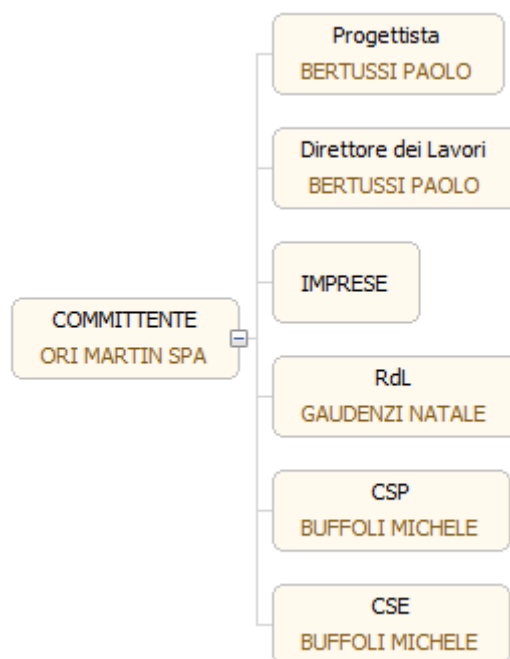 Progettista
BERTUSSI PAOLO
Direttore dei Lavori
BERTUSSI PAOLO
IMPRESE
COMMITTENTE
ORI MARTIN SPA
RdL
GAUDENZI NATALE
CSP
BUFFOLI MICHELE
CSE
BUFFOLI MICHELE